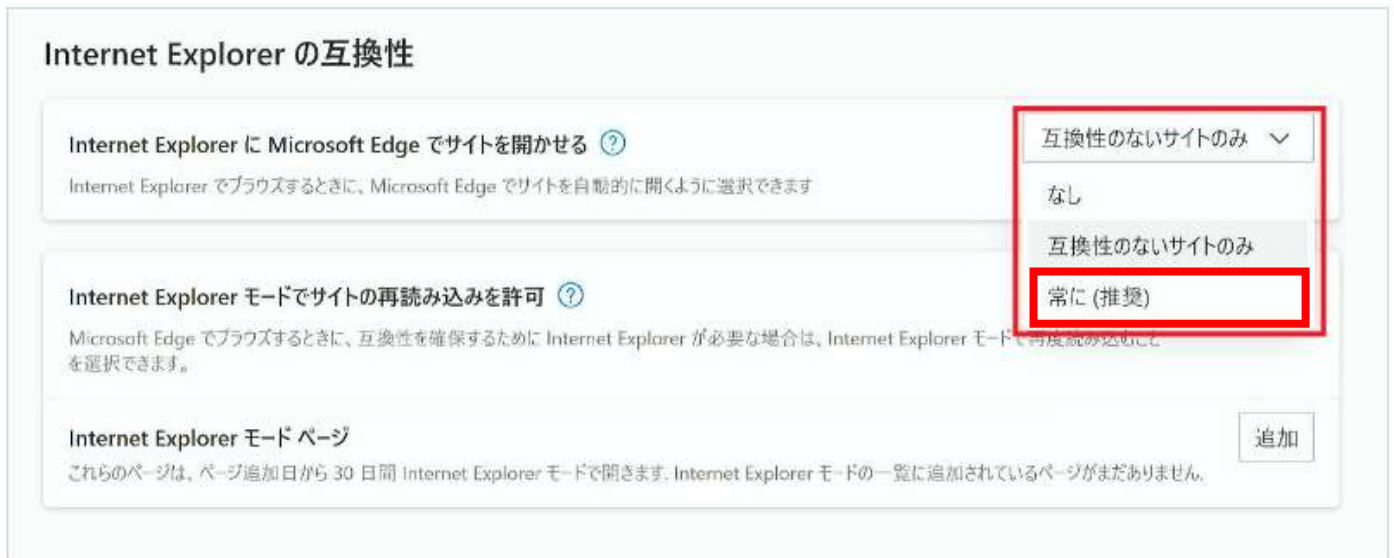 Internet Explorer の互換性
Internet Explorer に Microsoft Edge でサイトを開かせる ?
互換性のないサイトのみ
Internet Explorer でブラウズするときに、Microsoft Edge でサイトを自動的に開くように選択できます
なし
互換性のないサイトのみ
常に (推奨)
Internet Explorer モードでサイトの再読み込みを許可 ?
Microsoft Edge でブラウズするときに、互換性を確保するために Internet Explorer が必要な場合は、Internet Explorer モードで再度読み込むこと
を選択できます。
Internet Explorer モード ページ
追加
これらのページは、ページ追加日から 30 日間 Internet Explorer モードで開きます. Internet Explorer モードの一覧に追加されているページがまだありません.